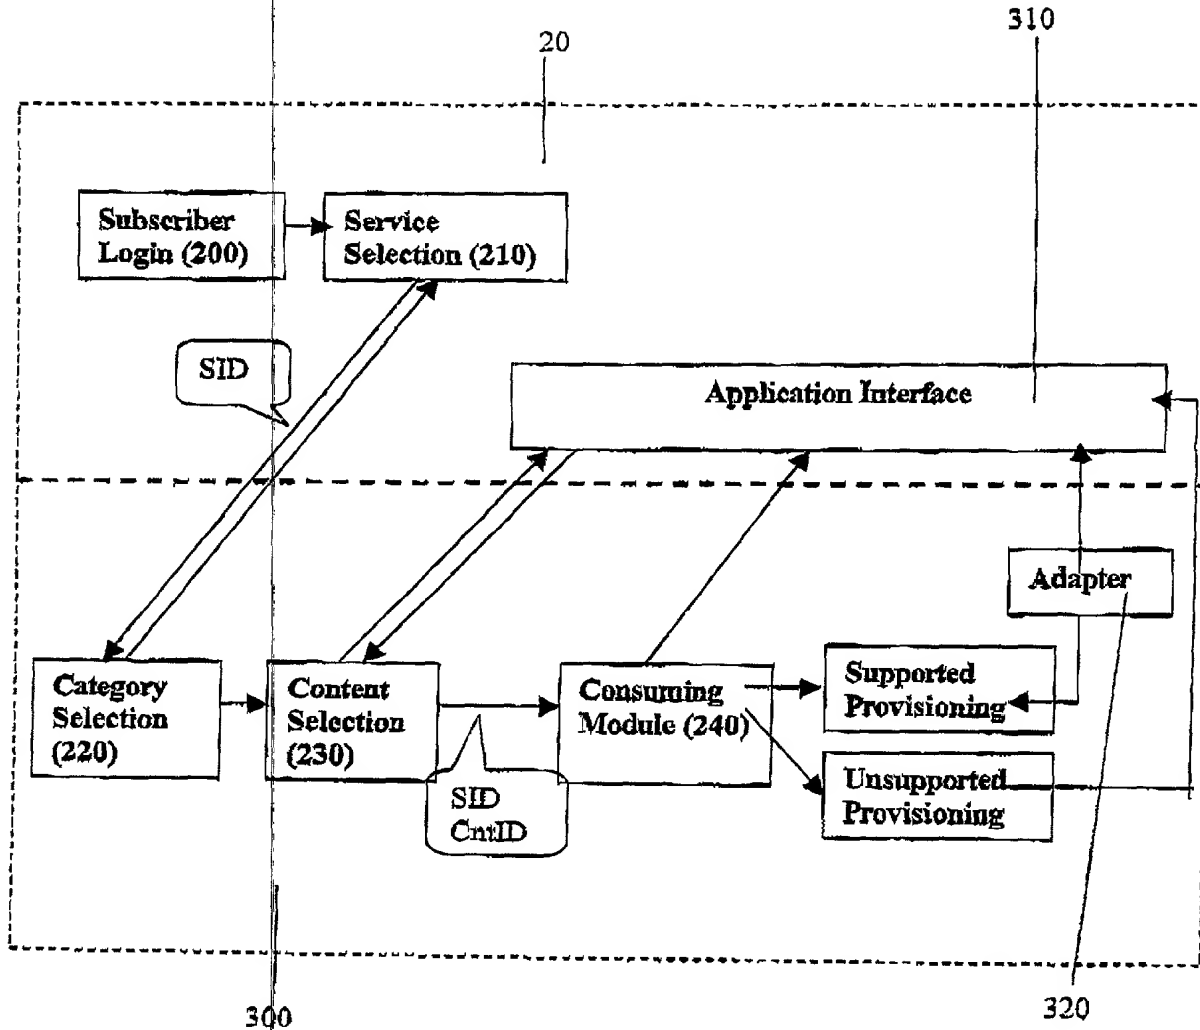 310
20
Subscriber
Login (200)
Service
Selection (210)
SID
Application Interface
Adapter
Category
Selection
(220)
Content
Selection
(230)
Consuming
Module (240)
Supported
Provisioning
Unsupported
Provisioning
SID
CntID
300
320